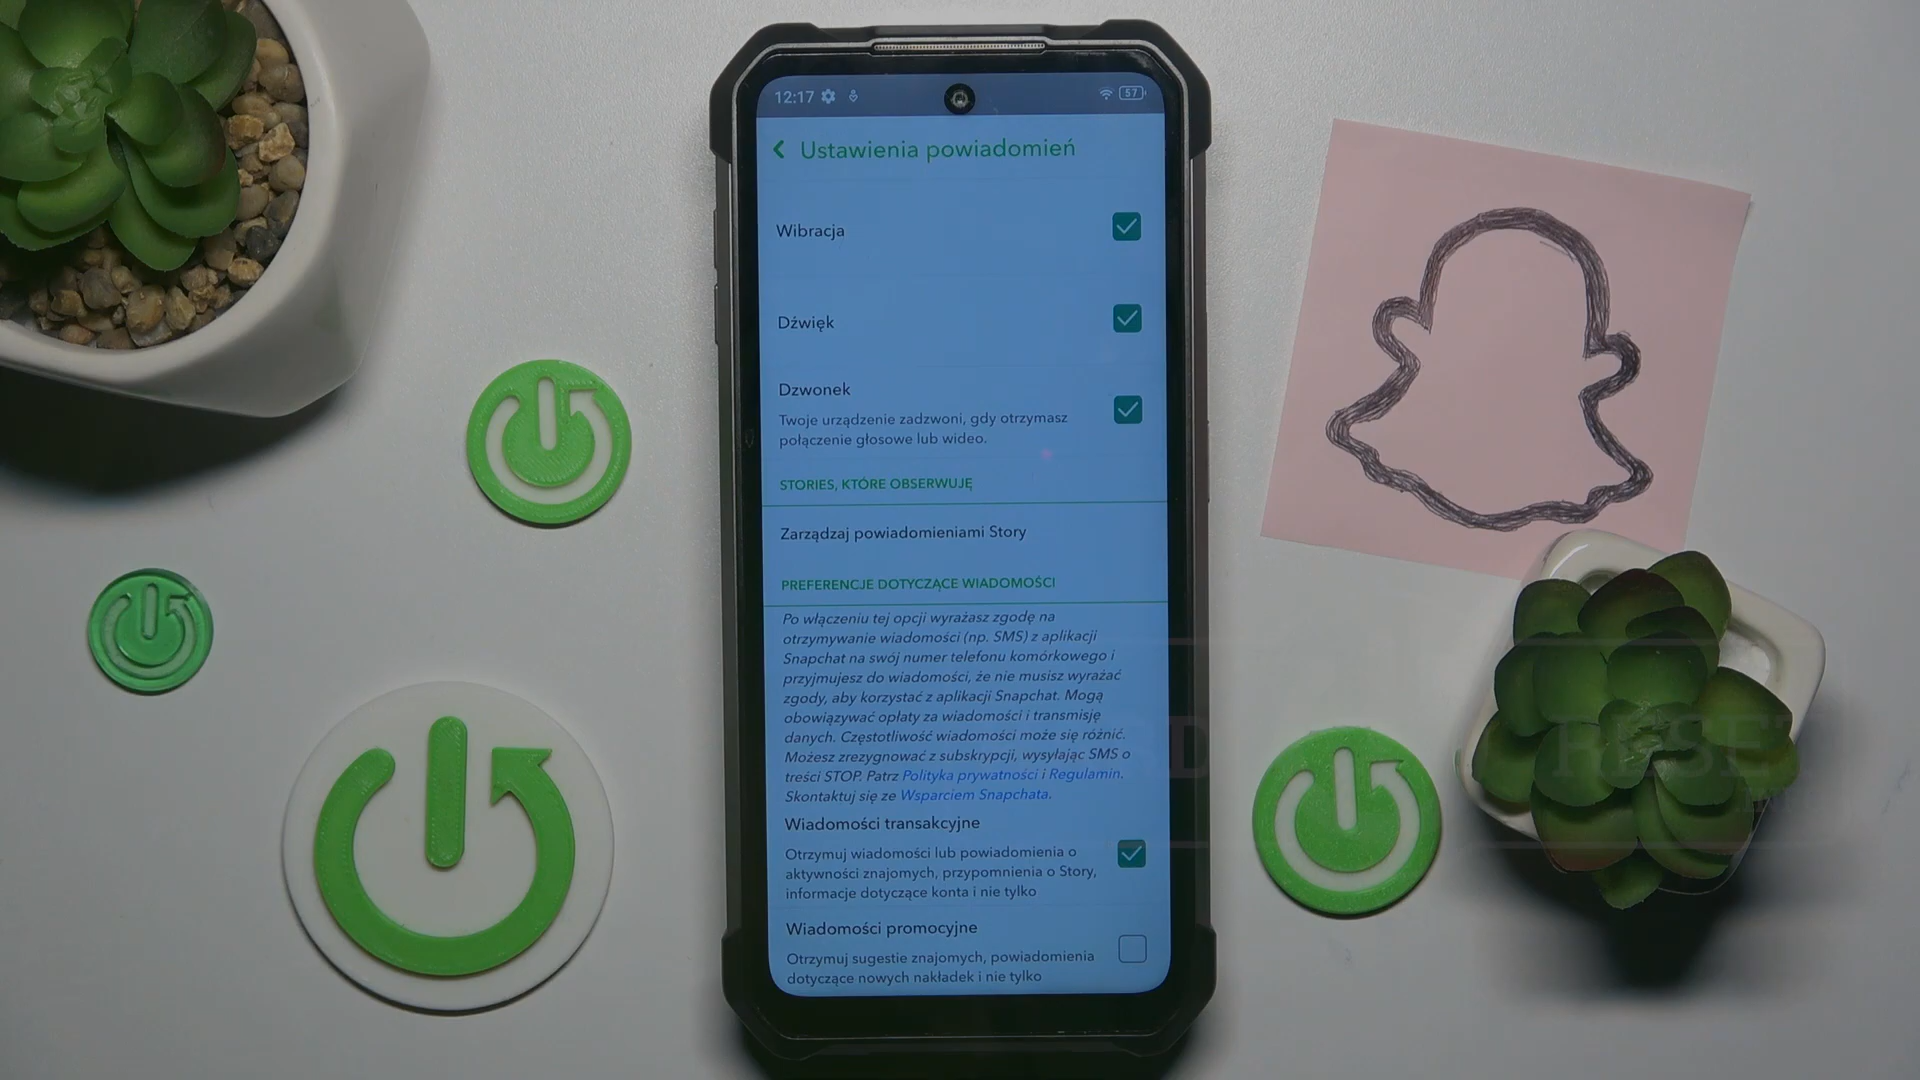 12:17
57
Ustawienia powiadomień
Wibracja
Dźwięk
Dzwonek
Twoje urządzenie zadzwoni, gdy otrzymasz
połączenie głosowe lub wideo.
STORIES, KTÓRE OBSERWUJĘ
Zarządzaj powiadomieniami Story
PREFERENCJE DOTYCZĄCE WIADOMOŚCI
Po włączeniu tej opcji wyrażasz zgodę na
otrzymywanie wiadomości (np. SMS) z aplikacji
Snapchat na swój numer telefonu komórkowego i
przyjmujesz do wiadomości, że nie musisz wyrażać
zgody, aby korzystać z aplikacji Snapchat. Mogą
obowiązywać opłaty za wiadomości i transmisję
danych. Częstotliwość wiadomości może się różnić.
Możesz zrezygnować z subskrypcji, wysyłając SMS o
treści STOP. Patrz Polityka prywatności i Regulamin.
Skontaktuj się ze Wsparciem Snapchata.
Wiadomości transakcyjne
Otrzymuj wiadomości lub powiadomienia o
aktywności znajomych, przypomnienia o Story,
informacje dotyczące konta i nie tylko
Wiadomości promocyjne
Otrzymuj sugestie znajomych, powiadomienia
dotyczące nowych nakładek i nie tylko
RESET